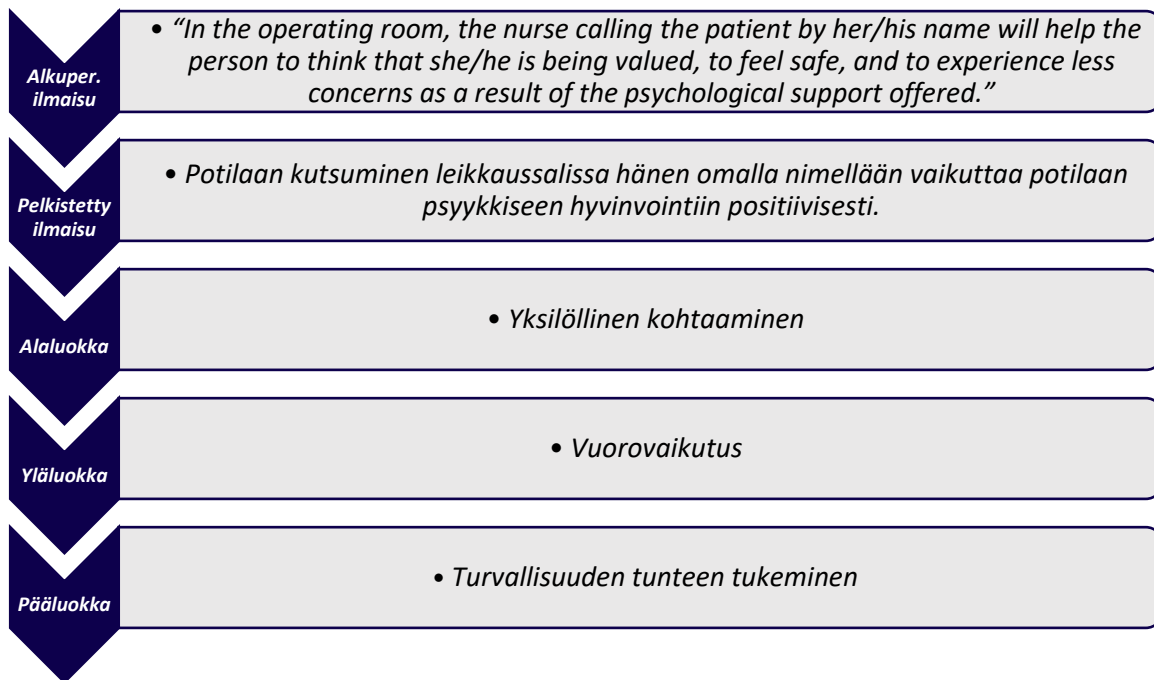 Alkuper.
ilmaisu
• “In the operating room, the nurse calling the patient by her/his name will help the
person to think that she/he is being valued, to feel safe, and to experience less
concerns as a result of the psychological support offered.”
Pelkistetty
ilmaisu
• Potilaan kutsuminen leikkaussalissa hänen omalla nimellään vaikuttaa potilaan
psyykkiseen hyvinvointiin positiivisesti.
Alaluokka
• Yksilöllinen kohtaaminen
Yläluokka
• Vuorovaikutus
Pääluokka
• Turvallisuuden tunteen tukeminen